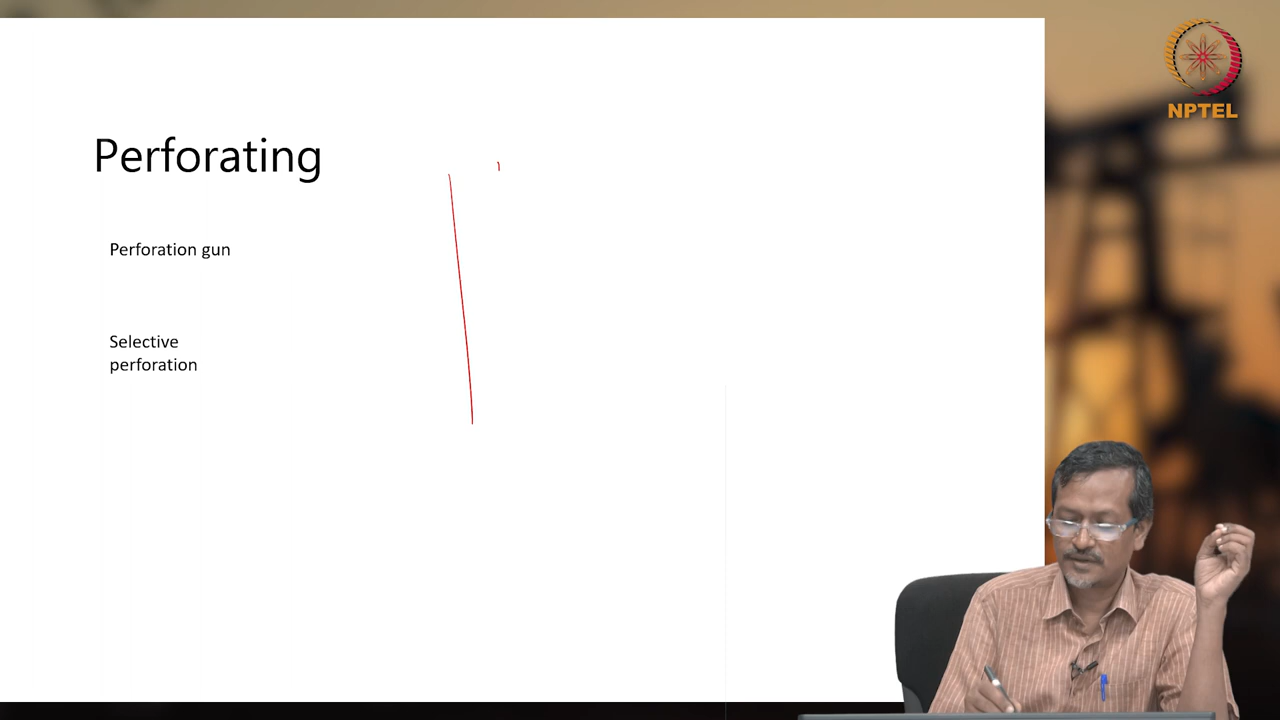 NPTEL
Perforating
Perforation gun
Selective
perforation